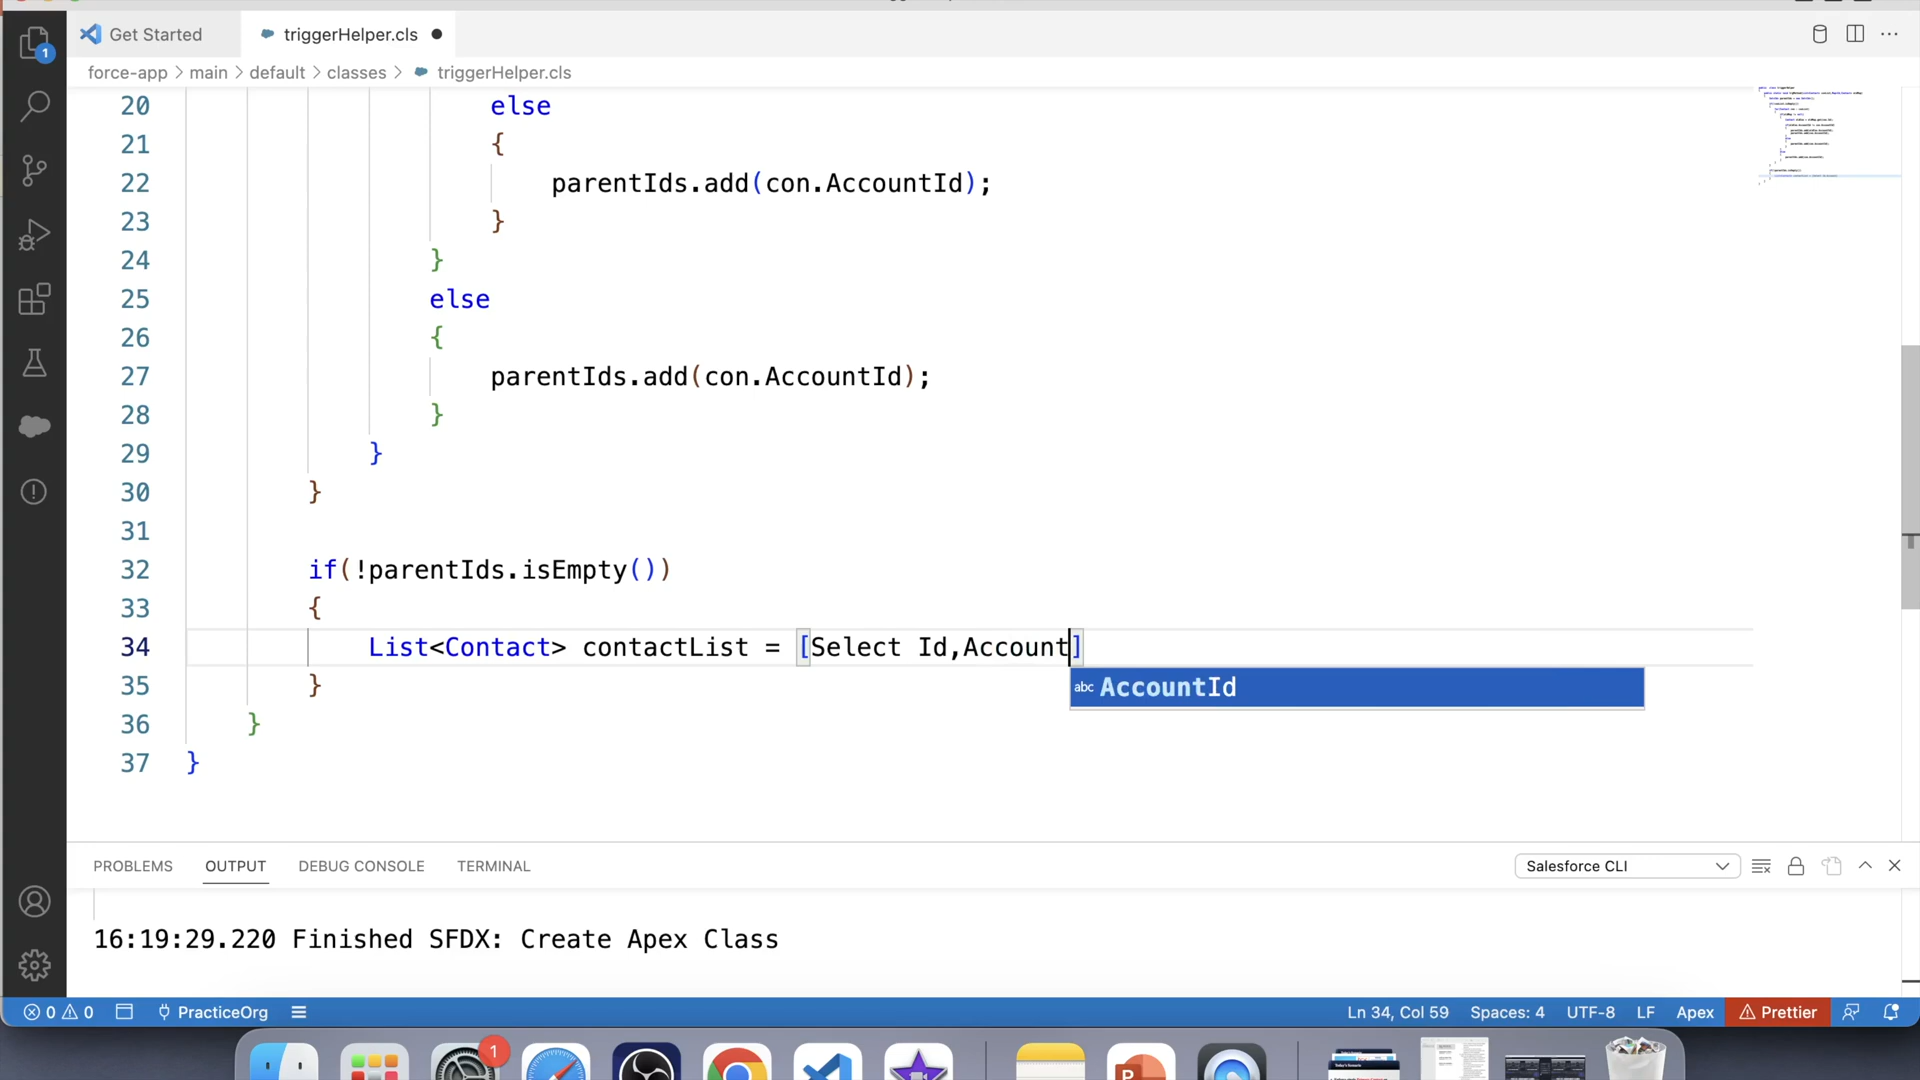 Get Started
triggerHelper.cls
force-app > main > default > classes > triggerHelper.cls
20 else
21 {
22 parentIds.add(con.AccountId);
23 }
24 }
25 else
26 {
27 parentIds.add(con.AccountId);
28 }
29 }
30 }
31
32 if(!parentIds.isEmpty())
33 {
34 List<Contact> contactList = [Select Id,Account]
abc AccountId
35 }
36 }
37 }
PROBLEMS OUTPUT DEBUG CONSOLE TERMINAL
Salesforce CLI
16:19:29.220 Finished SFDX: Create Apex Class
0 0 PracticeOrg
Ln 34, Col 59 Spaces: 4 UTF-8 LF Apex Prettier
1
1